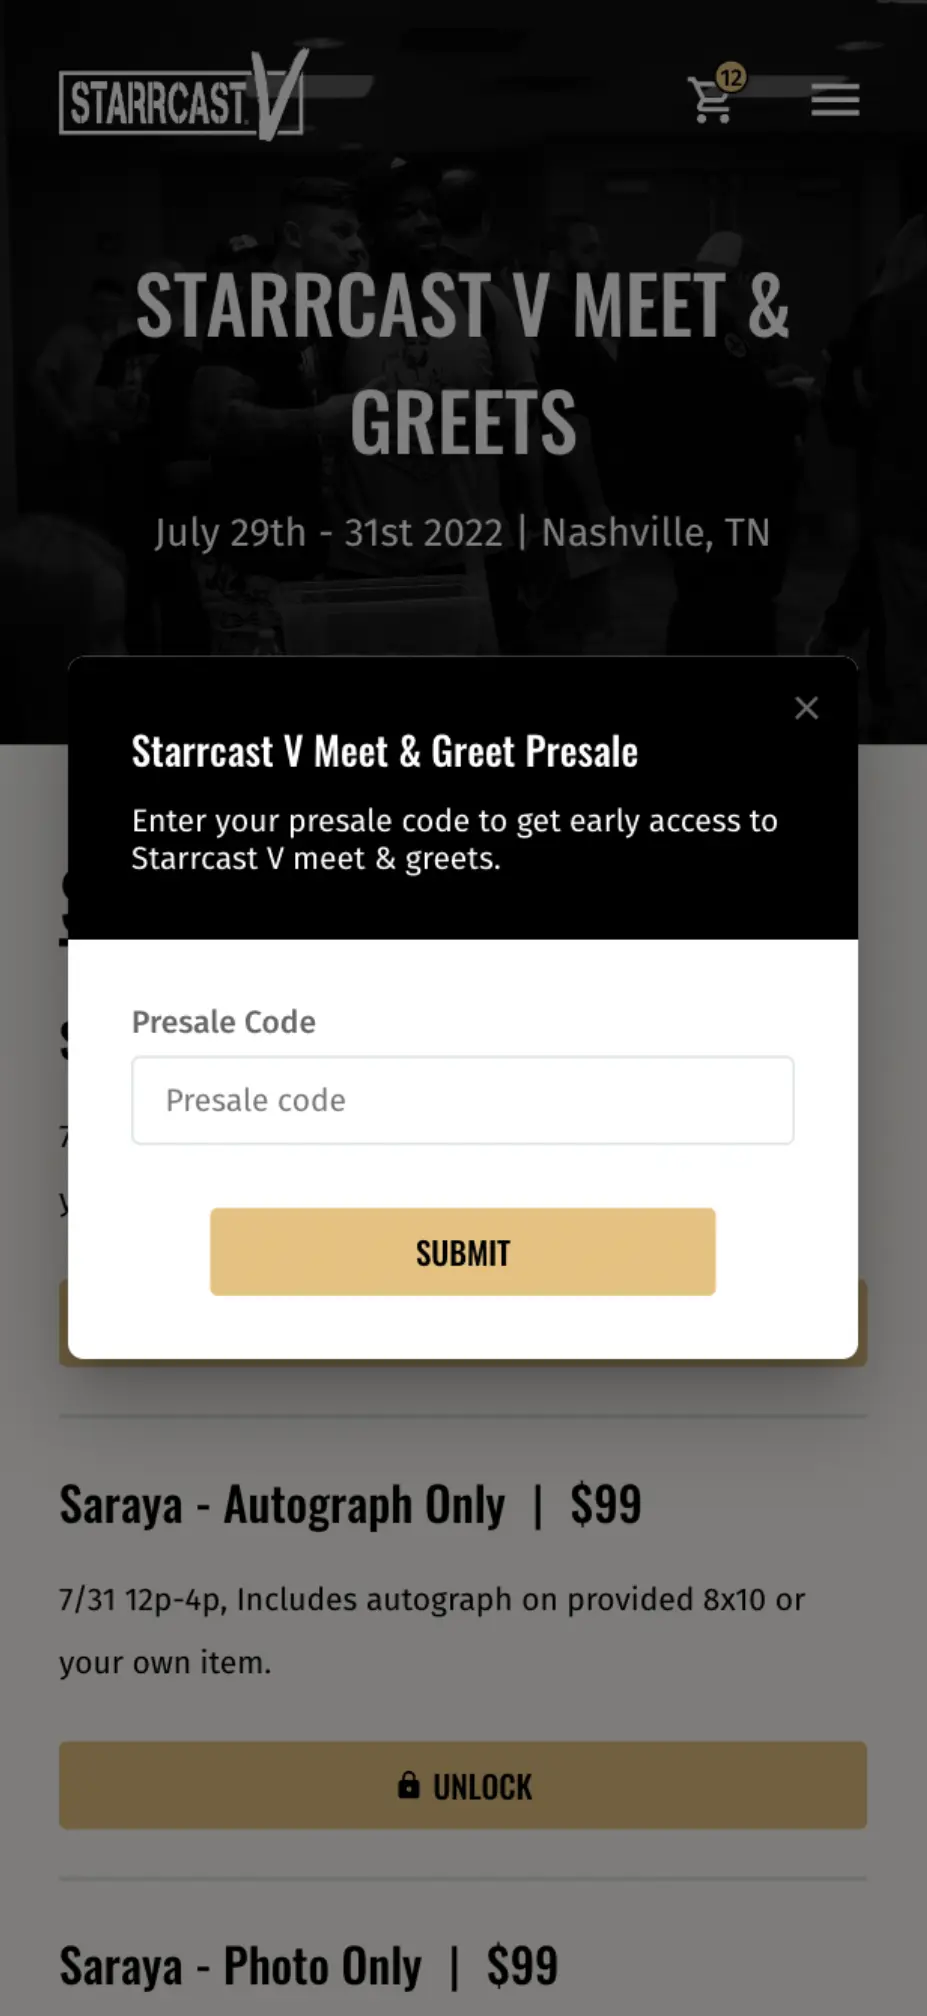 STARRCAST V
12
STARRCAST V MEET &
GREETS
July 29th - 31st 2022 | Nashville, TN
Starrcast V Meet & Greet Presale
Enter your presale code to get early access to
Starrcast V meet & greets.
Presale Code
Presale code
SUBMIT
Saraya - Autograph Only | $99
7/31 12p-4p, Includes autograph on provided 8x10 or
your own item.
UNLOCK
Saraya - Photo Only | $99